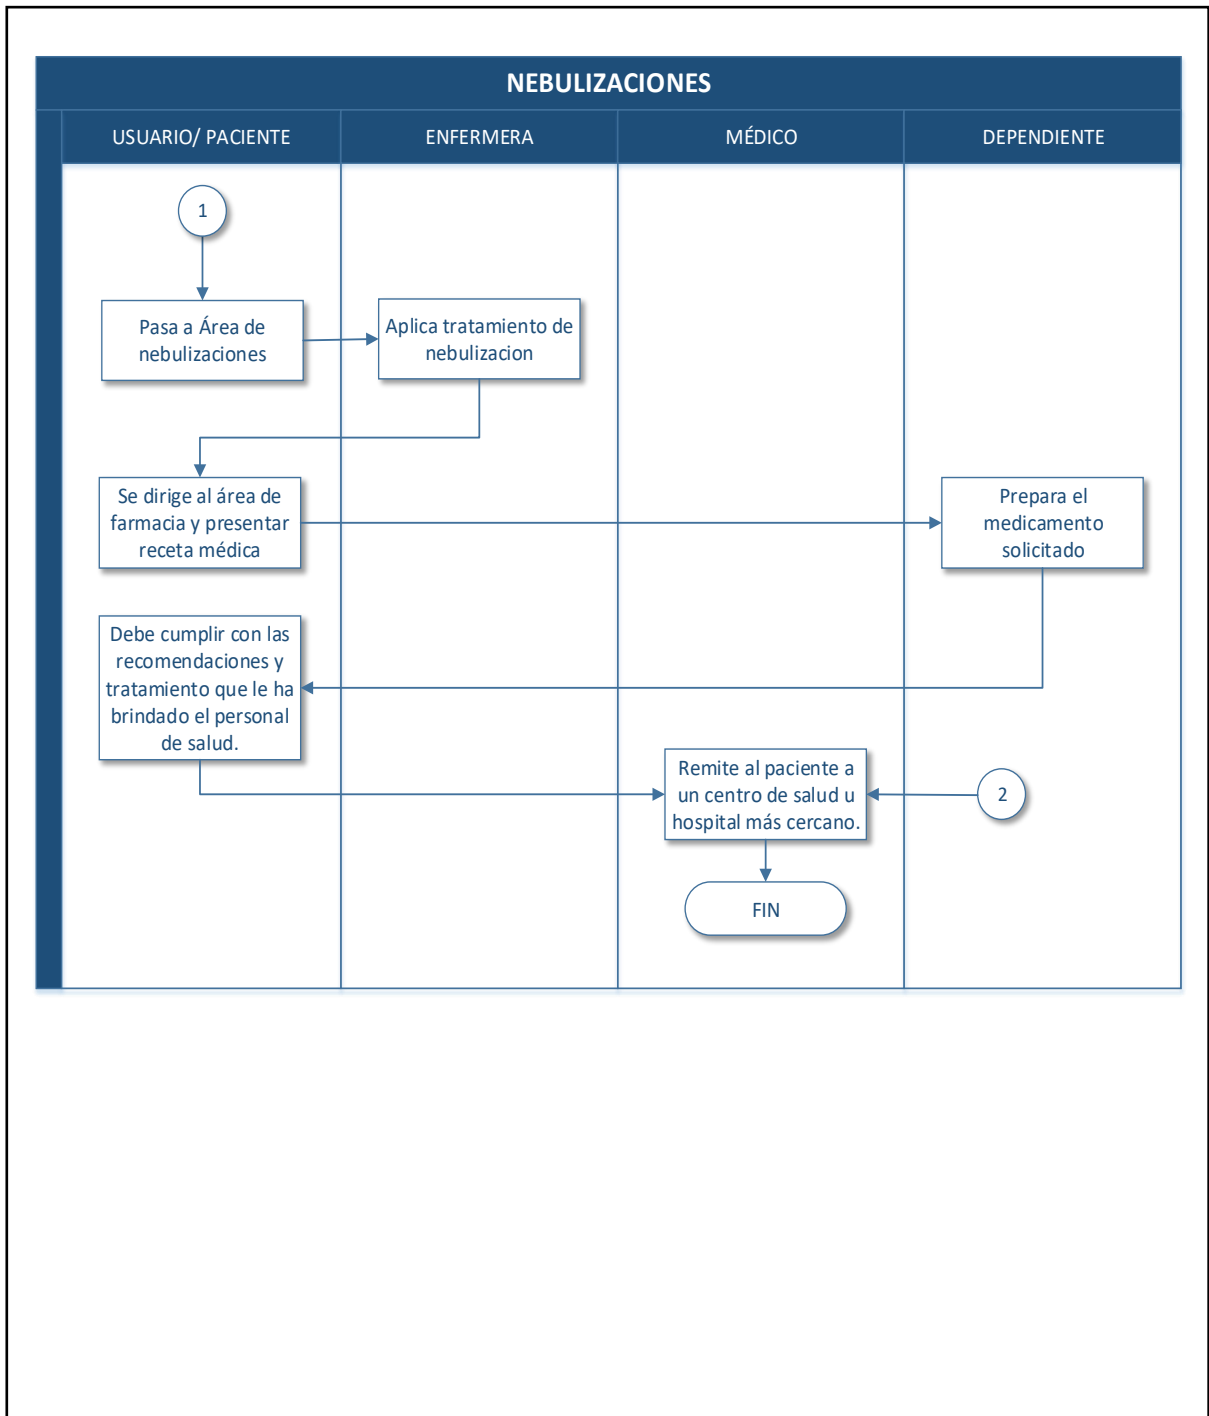 NEBULIZACIONES
USUARIO/ PACIENTE
ENFERMERA
MÉDICO
DEPENDIENTE
1
Pasa a Área de
nebulizaciones
Aplica tratamiento de
nebulizacion
Se dirige al área de
farmacia y presentar
receta médica
Prepara el
medicamento
solicitado
Debe cumplir con las
recomendaciones y
tratamiento que le ha
brindado el personal
de salud.
Remite al paciente a
un centro de salud u
hospital más cercano.
2
FIN